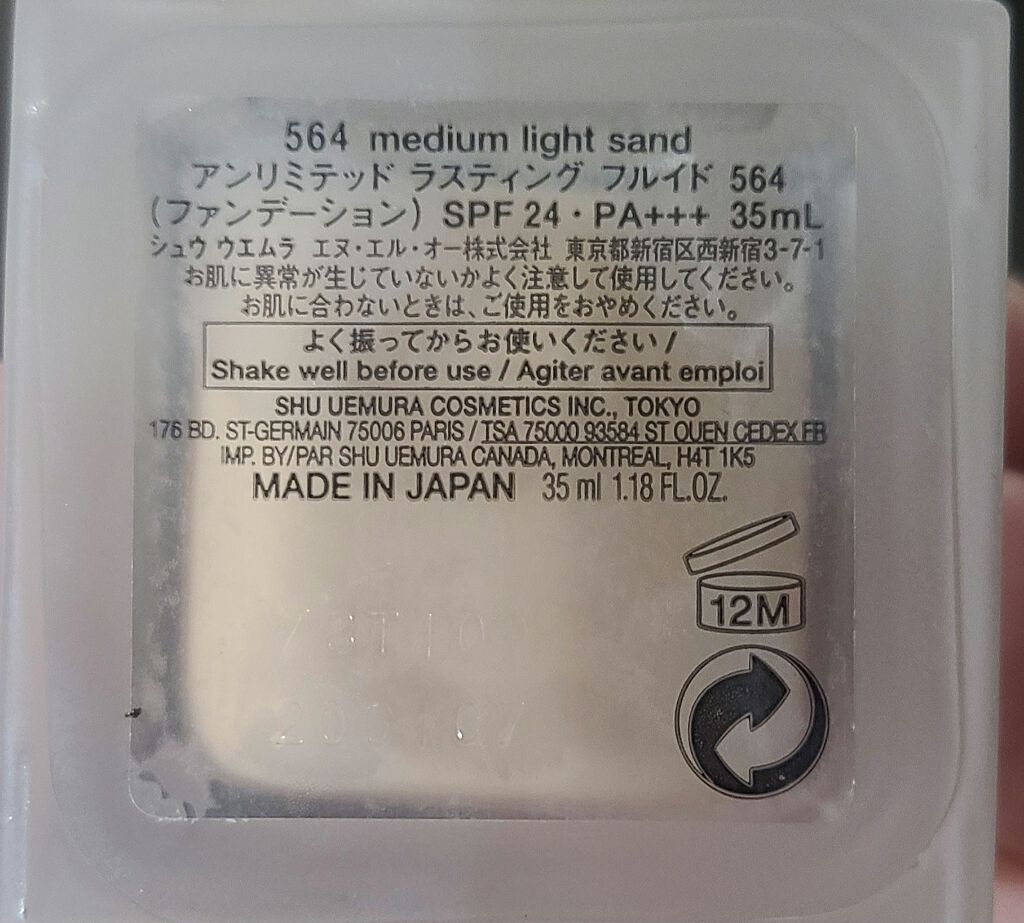 564 medium light sand
アンリミテッド ラスティング フルイド 564
(ファンデーション) SPF 24・PA+++ 35mL
シュウ ウエムラ エヌ・エル・オー株式会社 東京都新宿区西新宿3-7-1
お肌に異常が生じていないかよく注意して使用してください。
お肌に合わないときは、ご使用をおやめください。
よく振ってからお使いください /
Shake well before use / Agiter avant emploi
SHU UEMURA COSMETICS INC., TOKYO
176 BD. ST-GERMAIN 75006 PARIS / TSA 75000 93584 ST OUEN CEDEX FR
IMP. BY/PAR SHU UEMURA CANADA, MONTREAL, H4T 1K5
MADE IN JAPAN 35 ml 1.18 FL.OZ.
12M